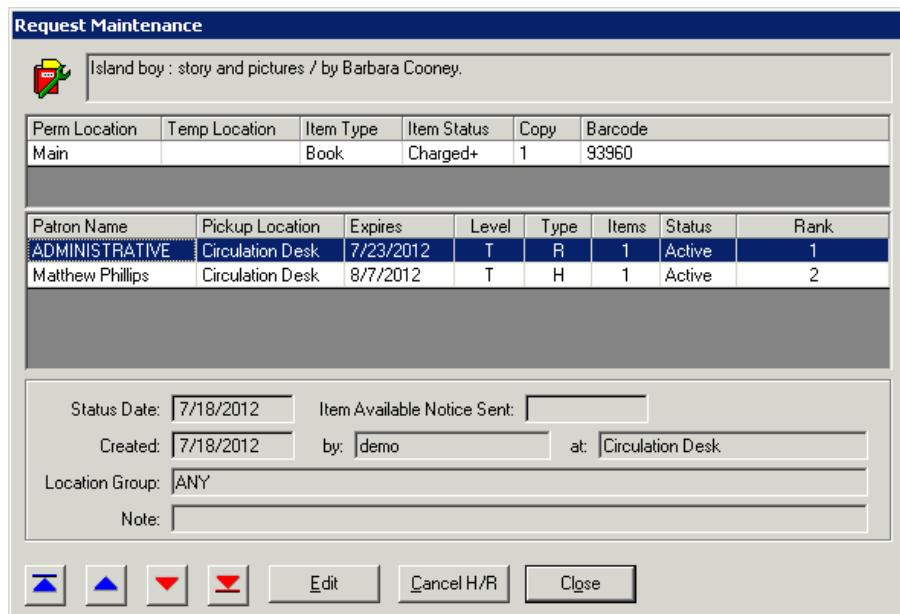 Request Maintenance
Island boy : story and pictures / by Barbara Cooney.
Perm Location Temp Location Item Type Item Status Copy Barcode
Main Book Charged+ 1 93960
Patron Name Pickup Location Expires Level Type Items Status Rank
ADMINISTRATIVE Circulation Desk 7/23/2012 T R 1 Active 1
Matthew Phillips Circulation Desk 8/7/2012 T H 1 Active 2
Status Date: 7/18/2012 Item Available Notice Sent:
Created: 7/18/2012 by: demo at: Circulation Desk
Location Group: ANY
Note:
Edit Cancel H/R Close